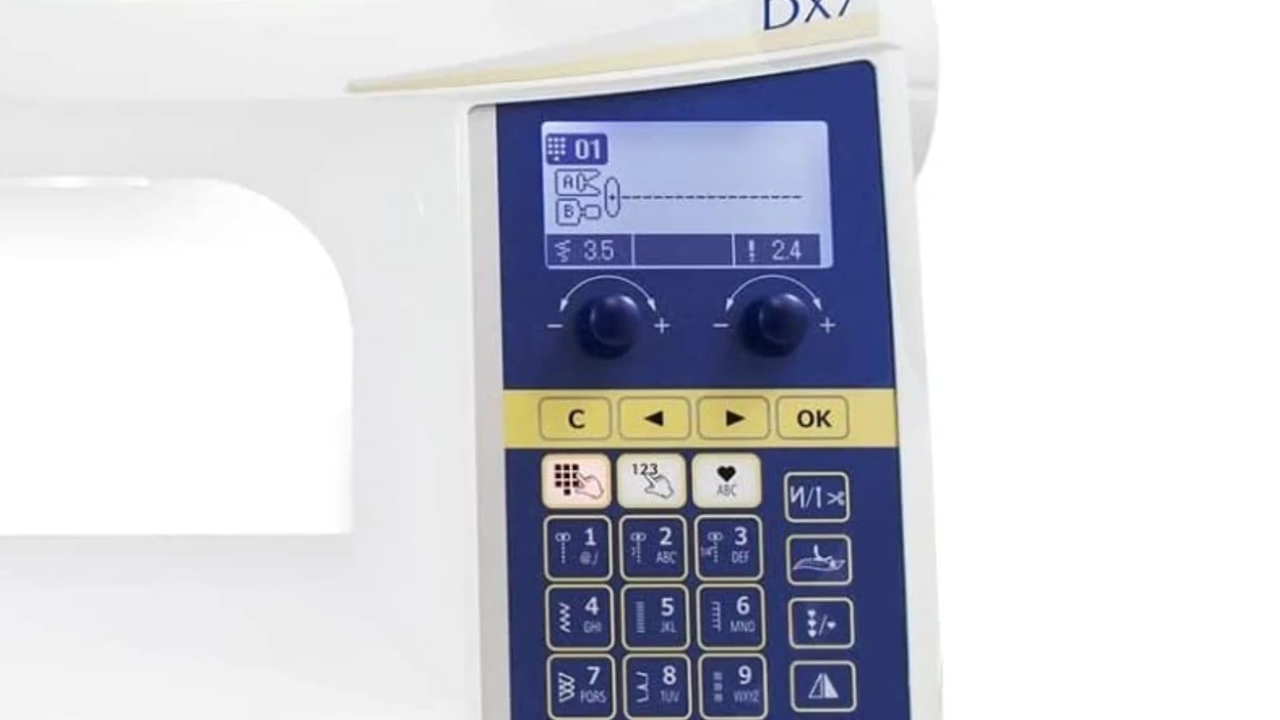 DX7
01
A
B
3.5
2.4
- + - +
C OK
123
ABC
1 2 3
@./ ABC DEF
4 5 6
GHI JKL MNO
7 8 9
PQRS TUV WXYZ